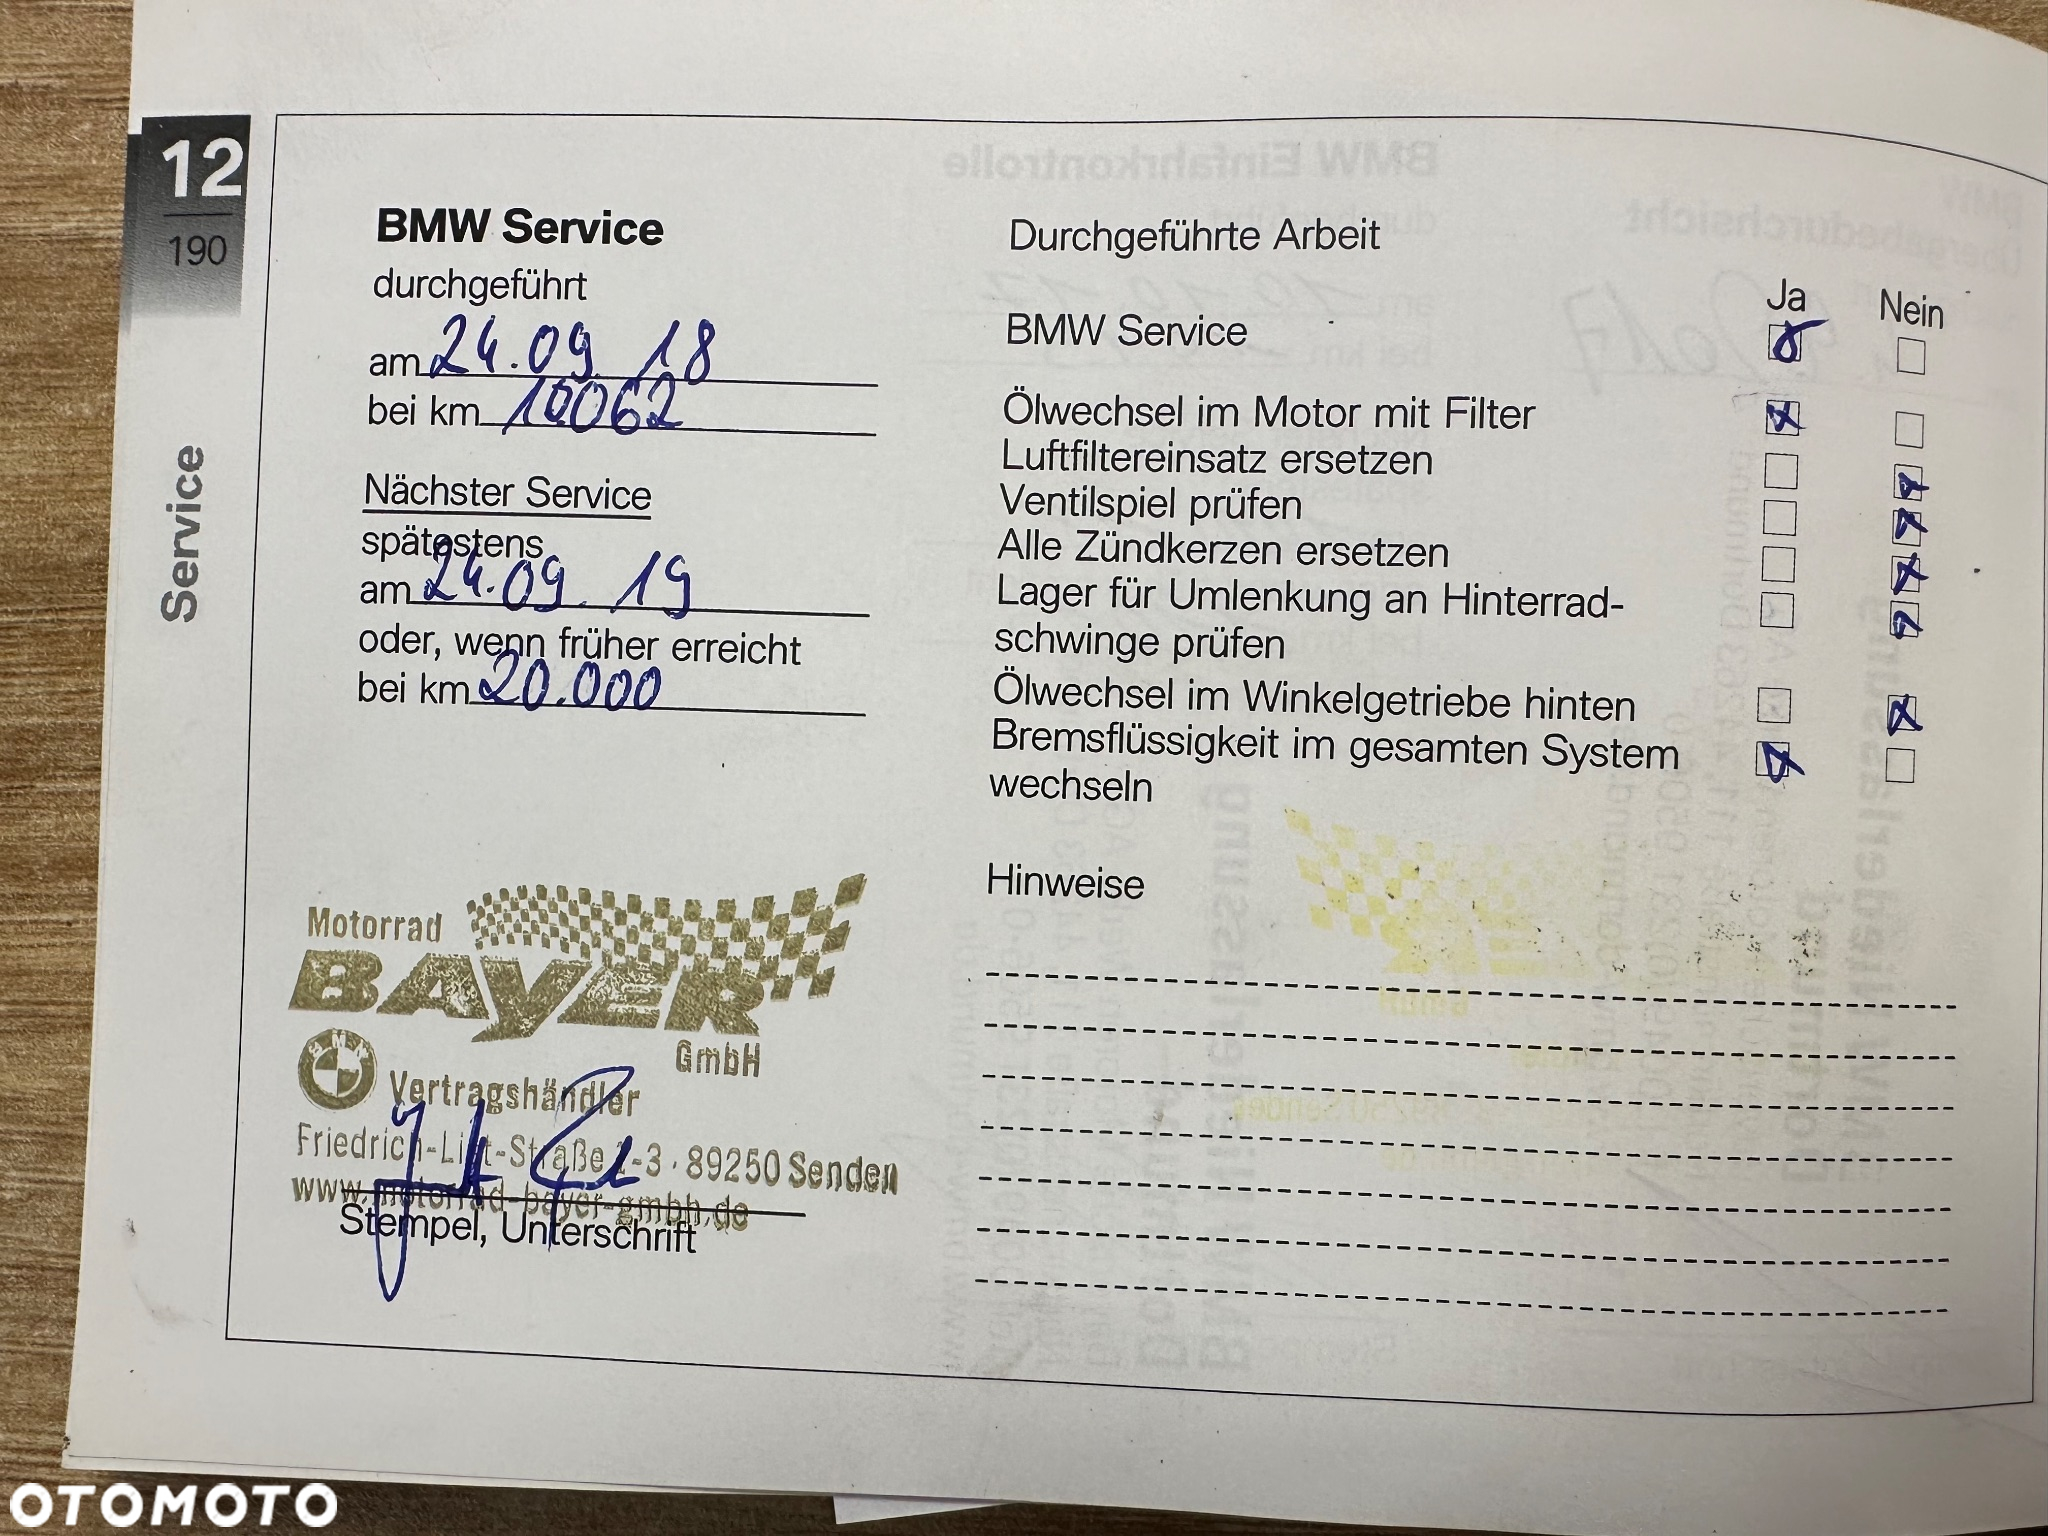 12
190
Service
BMW Service
durchgeführt
am 24.09.18
bei km 10062
Nächster Service
spätestens
am 24.09.19
oder, wenn früher erreicht
bei km 20.000
Motorrad
BAYER
GmbH
BMW
Vertragshändler
Friedrich-List-Straße 1-3 · 89250 Senden
www.motorrad-bayer-gmbh.de
Stempel, Unterschrift
Durchgeführte Arbeit
Ja Nein
BMW Service
Ölwechsel im Motor mit Filter
Luftfiltereinsatz ersetzen
Ventilspiel prüfen
Alle Zündkerzen ersetzen
Lager für Umlenkung an Hinterrad-
schwinge prüfen
Ölwechsel im Winkelgetriebe hinten
Bremsflüssigkeit im gesamten System
wechseln
Hinweise
OTOMOTO